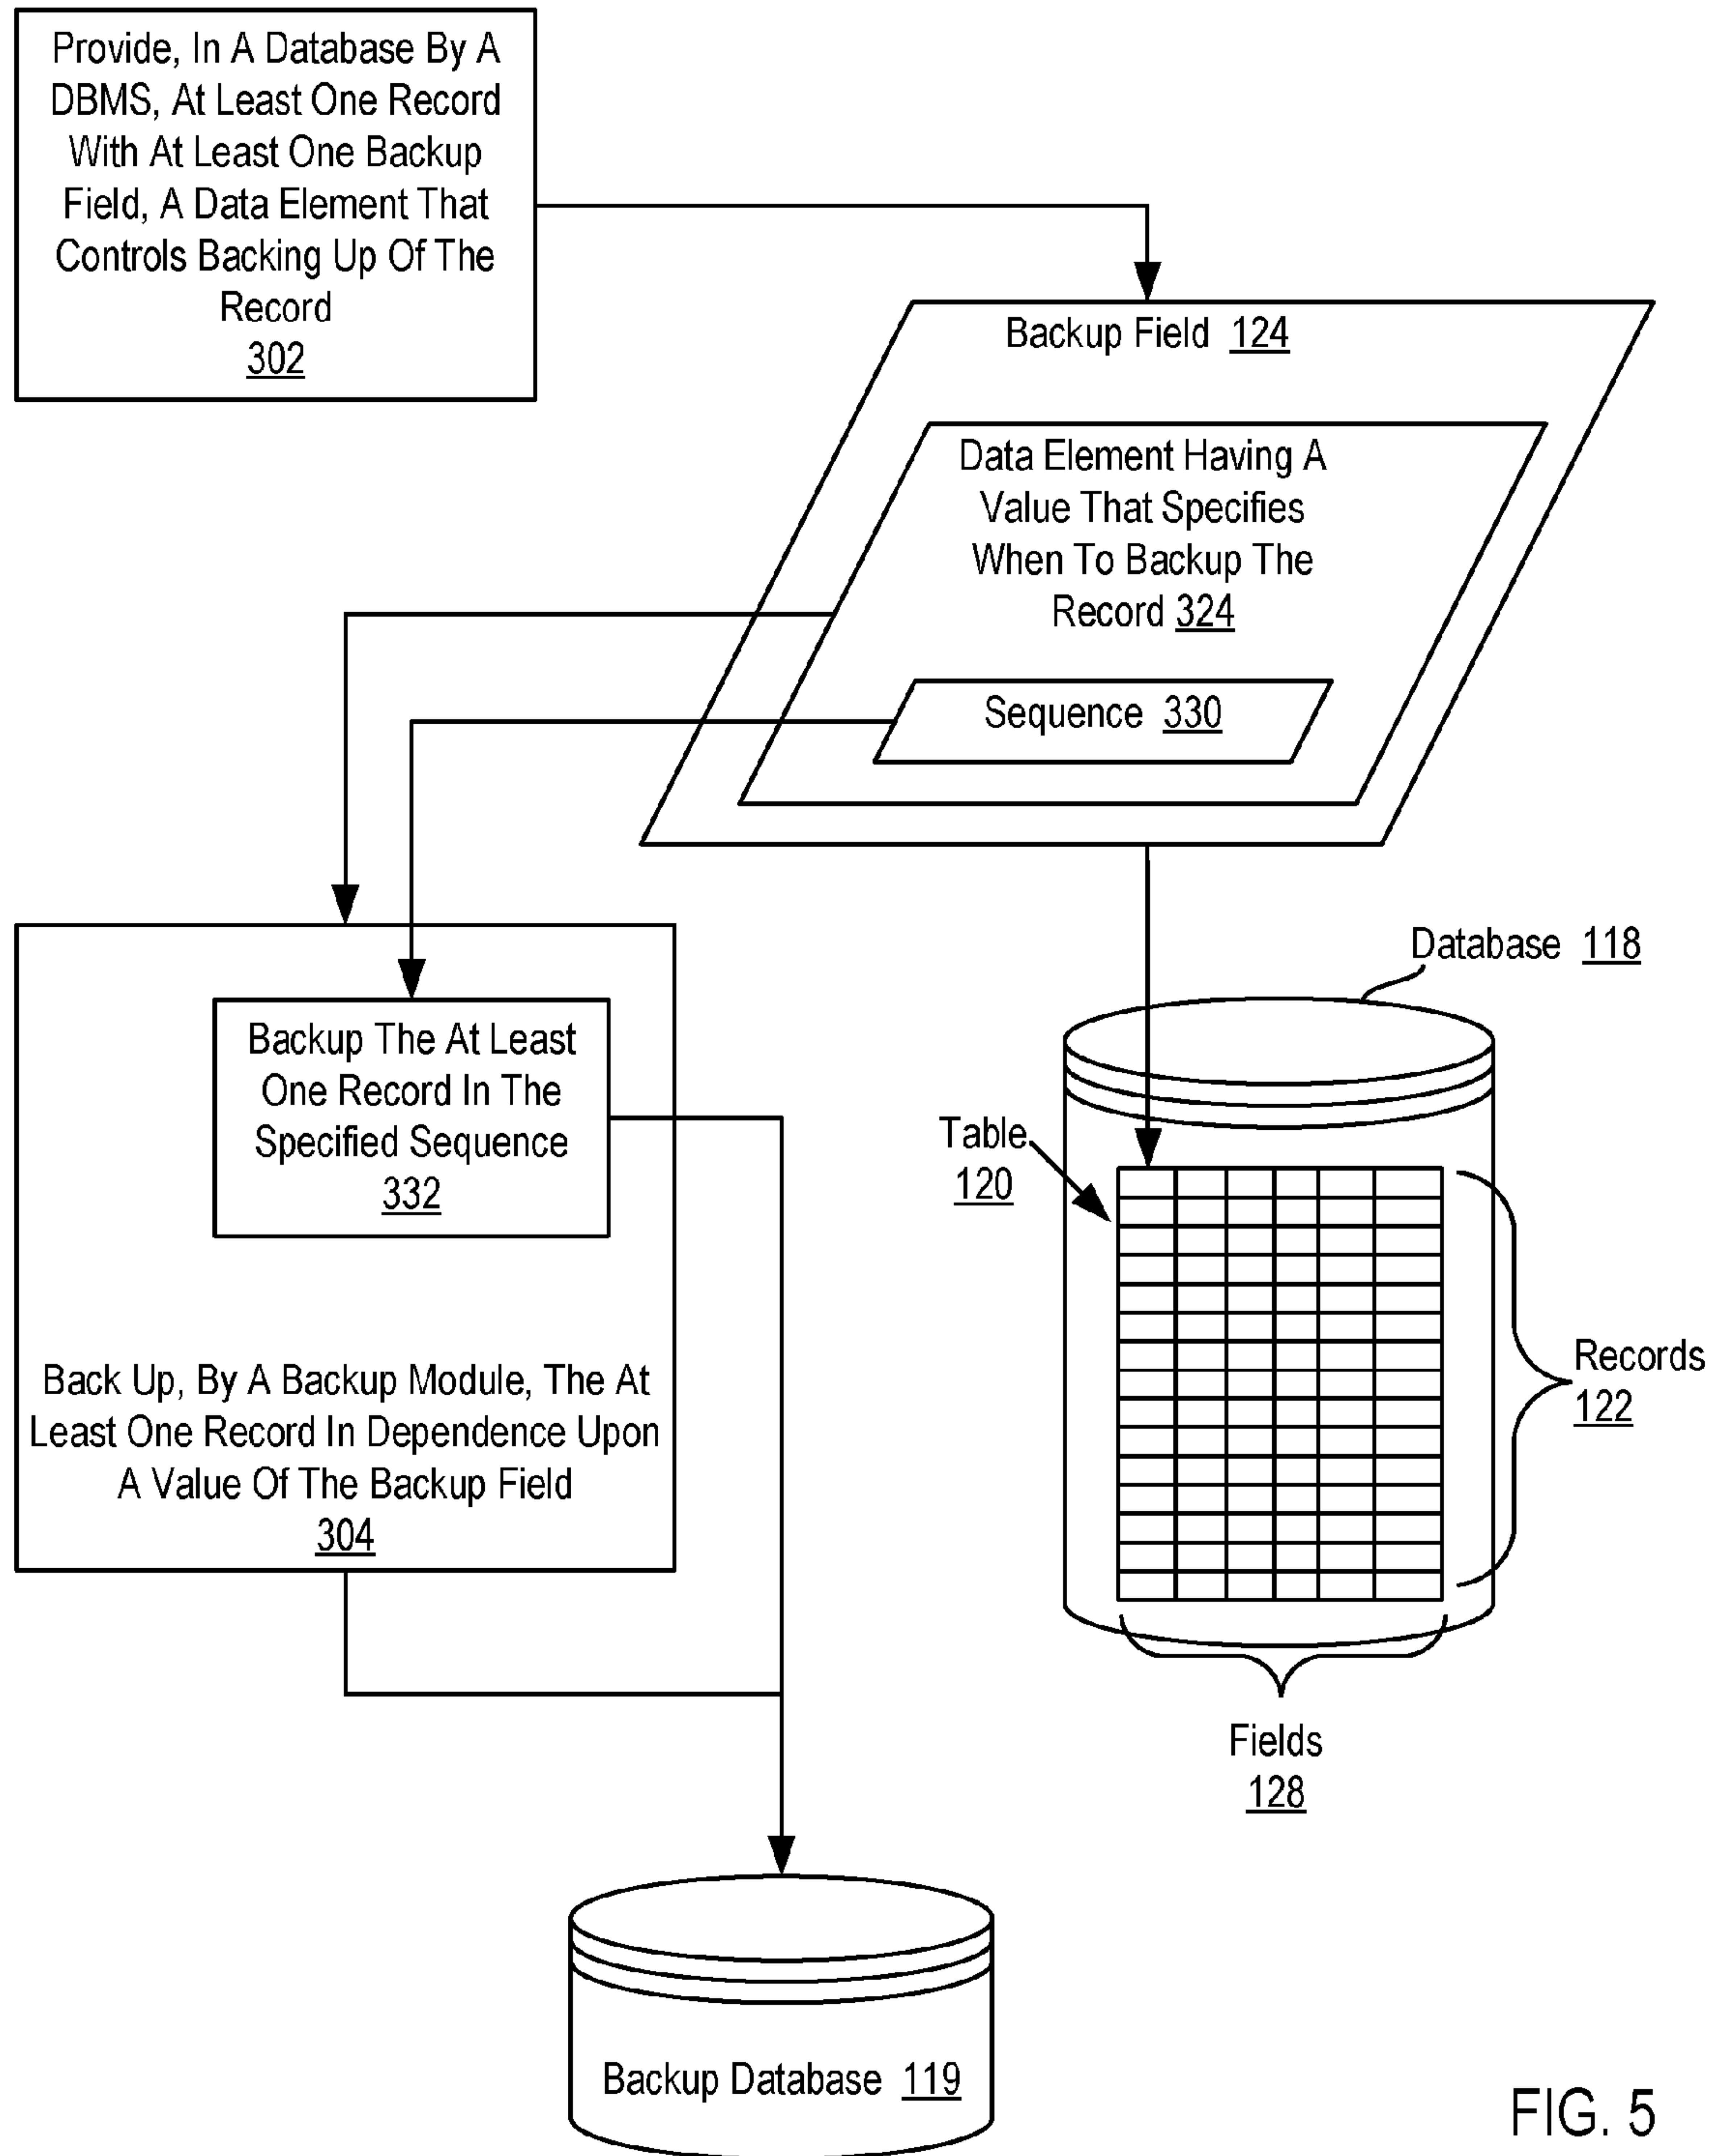 Provide, In A Database By A
DBMS, At Least One Record
With At Least One Backup
Field, A Data Element That
Controls Backing Up Of The
Record
302
Backup Field 124
Data Element Having A
Value That Specifies
When To Backup The
Record 324
Sequence 330
Backup The At Least
One Record In The
Specified Sequence
332
Back Up, By A Backup Module, The At
Least One Record In Dependence Upon
A Value Of The Backup Field
304
Database 118
Table
120
Records
122
Fields
128
Backup Database 119
FIG. 5